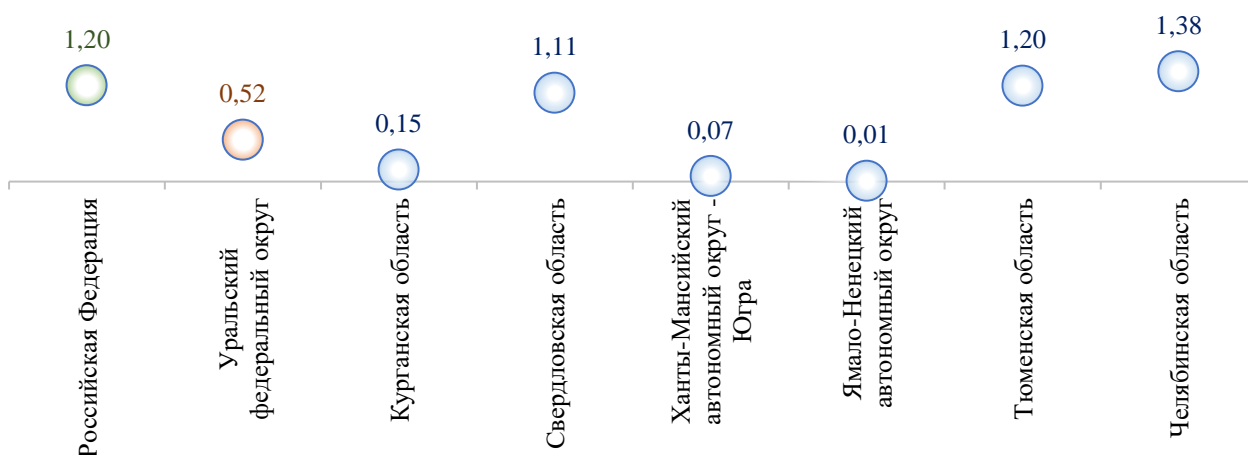 1,20
0,52
0,15
1,11
0,07
0,01
1,20
1,38
Российская Федерация
Уральский
федеральный округ
Курганская область
Свердловская область
Ханты-Мансийский
автономный округ -
Югра
Ямало-Ненецкий
автономный округ
Тюменская область
Челябинская область